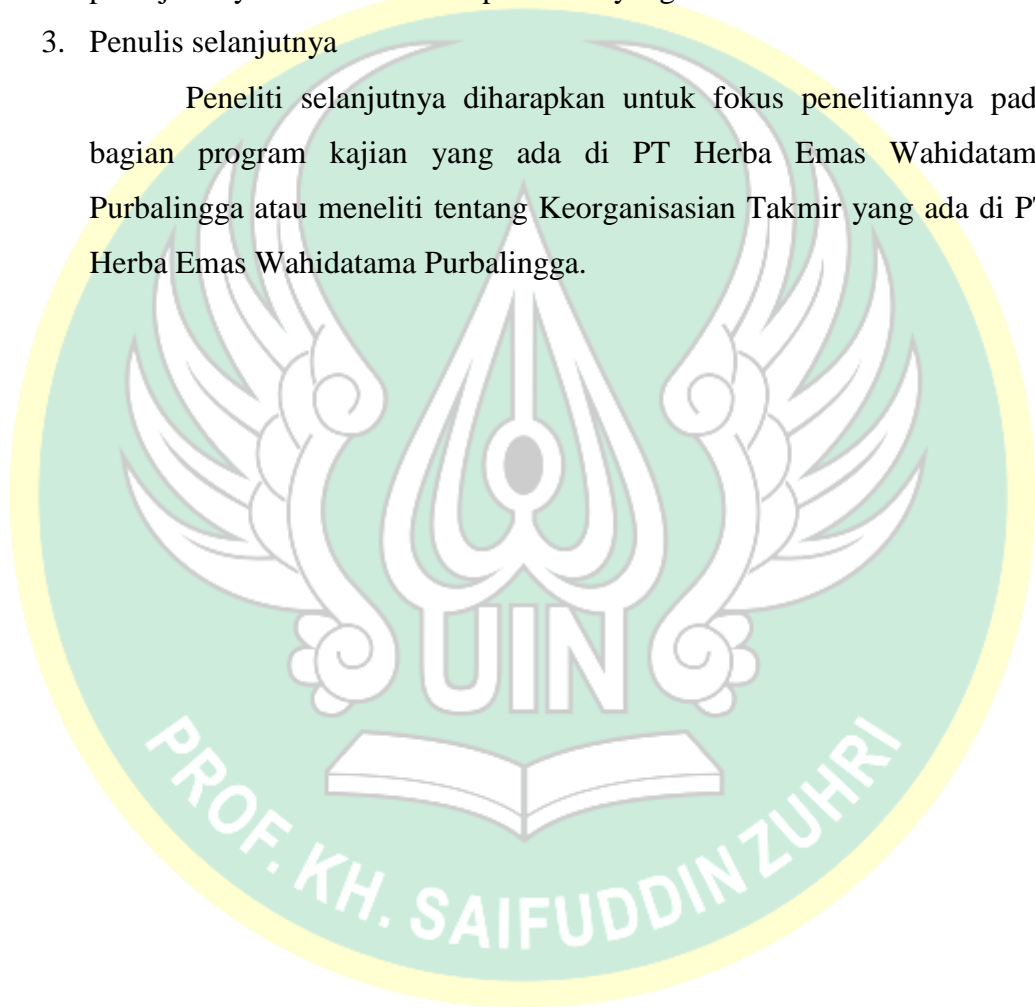 3. Penulis selanjutnya
Peneliti selanjutnya diharapkan untuk fokus penelitiannya pad
bagian program kajian yang ada di PT Herba Emas Wahidatam
Purbalingga atau meneliti tentang Keorganisasian Takmir yang ada di P
Herba Emas Wahidatama Purbalingga.
UIN
PROF. KH. SAIFUDDIN ZUHRI